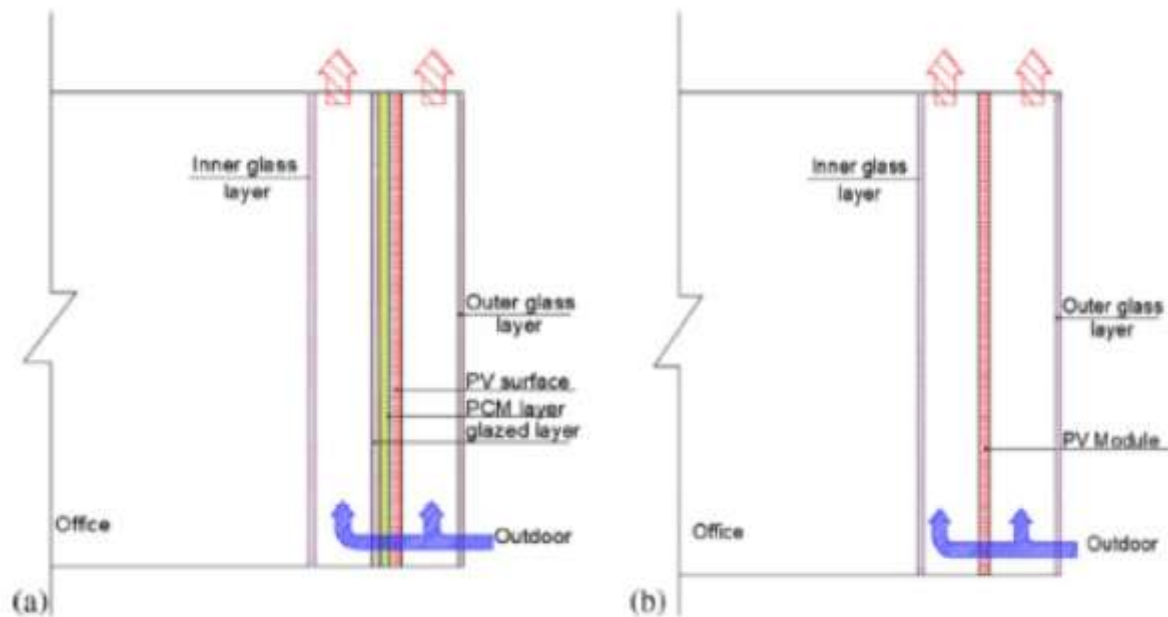 Inner glass
layer
Outer glass
layer
PV surface
PCM layer
glazed layer
Office
Outdoor
(a)
Inner glass
layer
Outer glass
layer
PV Module
Office
Outdoor
(b)